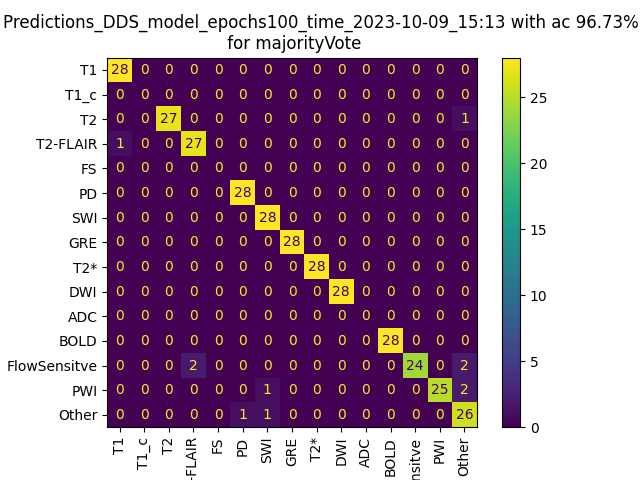 Predictions_DDS_model_epochs100_time_2023-10-09_15:13 with ac 96.73%
for majorityVote
T1 28 0 0 0 0 0 0 0 0 0 0 0 0 0 0
T1_c 0 0 0 0 0 0 0 0 0 0 0 0 0 0 0
T2 0 0 27 0 0 0 0 0 0 0 0 0 0 0 1
T2-FLAIR 1 0 0 27 0 0 0 0 0 0 0 0 0 0 0
FS 0 0 0 0 0 0 0 0 0 0 0 0 0 0 0
PD 0 0 0 0 0 28 0 0 0 0 0 0 0 0 0
SWI 0 0 0 0 0 0 28 0 0 0 0 0 0 0 0
GRE 0 0 0 0 0 0 0 28 0 0 0 0 0 0 0
T2* 0 0 0 0 0 0 0 0 28 0 0 0 0 0 0
DWI 0 0 0 0 0 0 0 0 0 28 0 0 0 0 0
ADC 0 0 0 0 0 0 0 0 0 0 0 0 0 0 0
BOLD 0 0 0 0 0 0 0 0 0 0 0 28 0 0 0
FlowSensitve 0 0 0 2 0 0 0 0 0 0 0 0 24 0 2
PWI 0 0 0 0 0 0 1 0 0 0 0 0 0 25 2
Other 0 0 0 0 0 1 1 0 0 0 0 0 0 0 26
T1 T1_c T2 -FLAIR FS PD SWI GRE T2* DWI ADC BOLD nsitve PWI Other
25
20
15
10
5
0